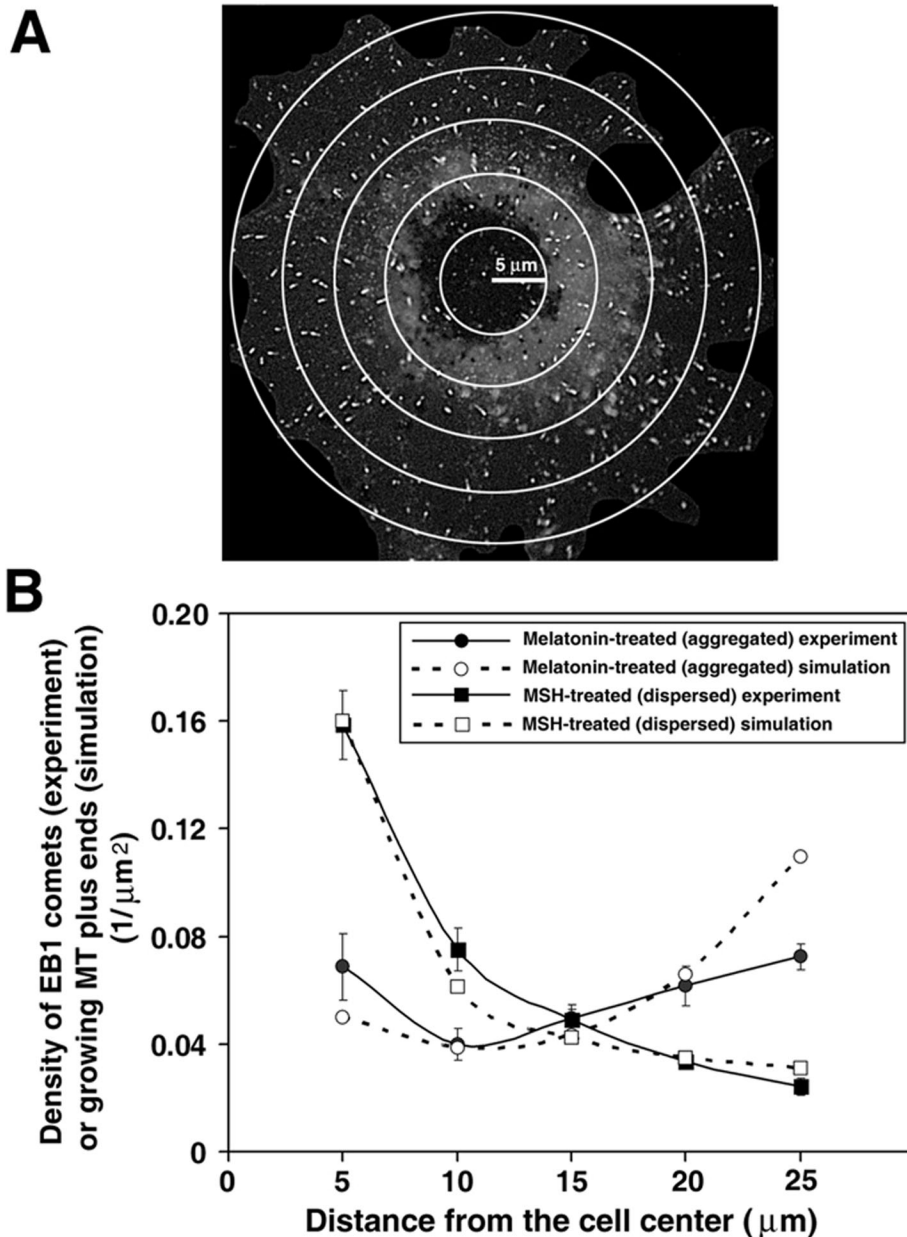 A
5 μm
B
Density of EB1 comets (experiment)
or growing MT plus ends (simulation)
(1/μm²)
0.20
0.16
0.12
0.08
0.04
0
Melatonin-treated (aggregated) experiment
Melatonin-treated (aggregated) simulation
MSH-treated (dispersed) experiment
MSH-treated (dispersed) simulation
0 5 10 15 20 25
Distance from the cell center (μm)